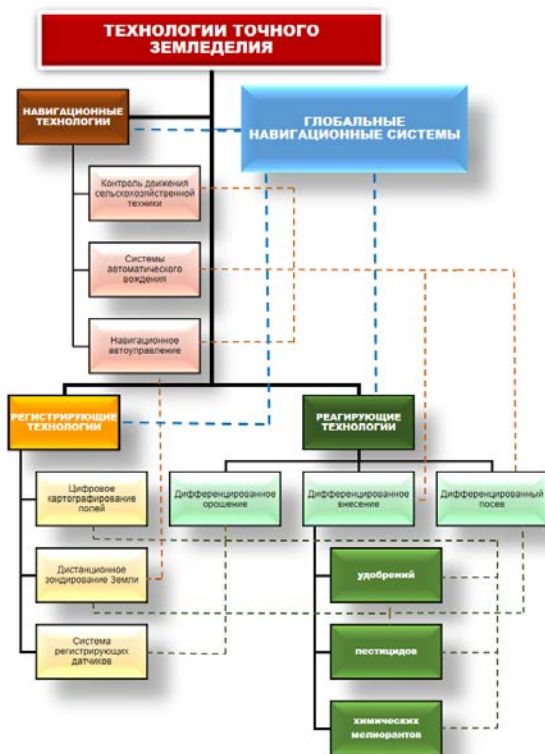 ТЕХНОЛОГИИ ТОЧНОГО
ЗЕМЛЕДЕЛИЯ
НАВИГАЦИОННЫЕ
ТЕХНОЛОГИИ
ГЛОБАЛЬНЫЕ
НАВИГАЦИОННЫЕ СИСТЕМЫ
Контроль движения
сельскохозяйственной
техники
Системы
автоматического
вождения
Навигационное
автоуправление
РЕГИСТРИРУЮЩИЕ
ТЕХНОЛОГИИ
РЕАГИРУЮЩИЕ
ТЕХНОЛОГИИ
Цифровое
картографирование
полей
Дифференцированное
орошение
Дифференцированное
внесение
Дифференцированный
посев
Дистанционное
зондирование Земли
удобрений
Система
регистрирующих
датчиков
пестицидов
химических
мелиорантов